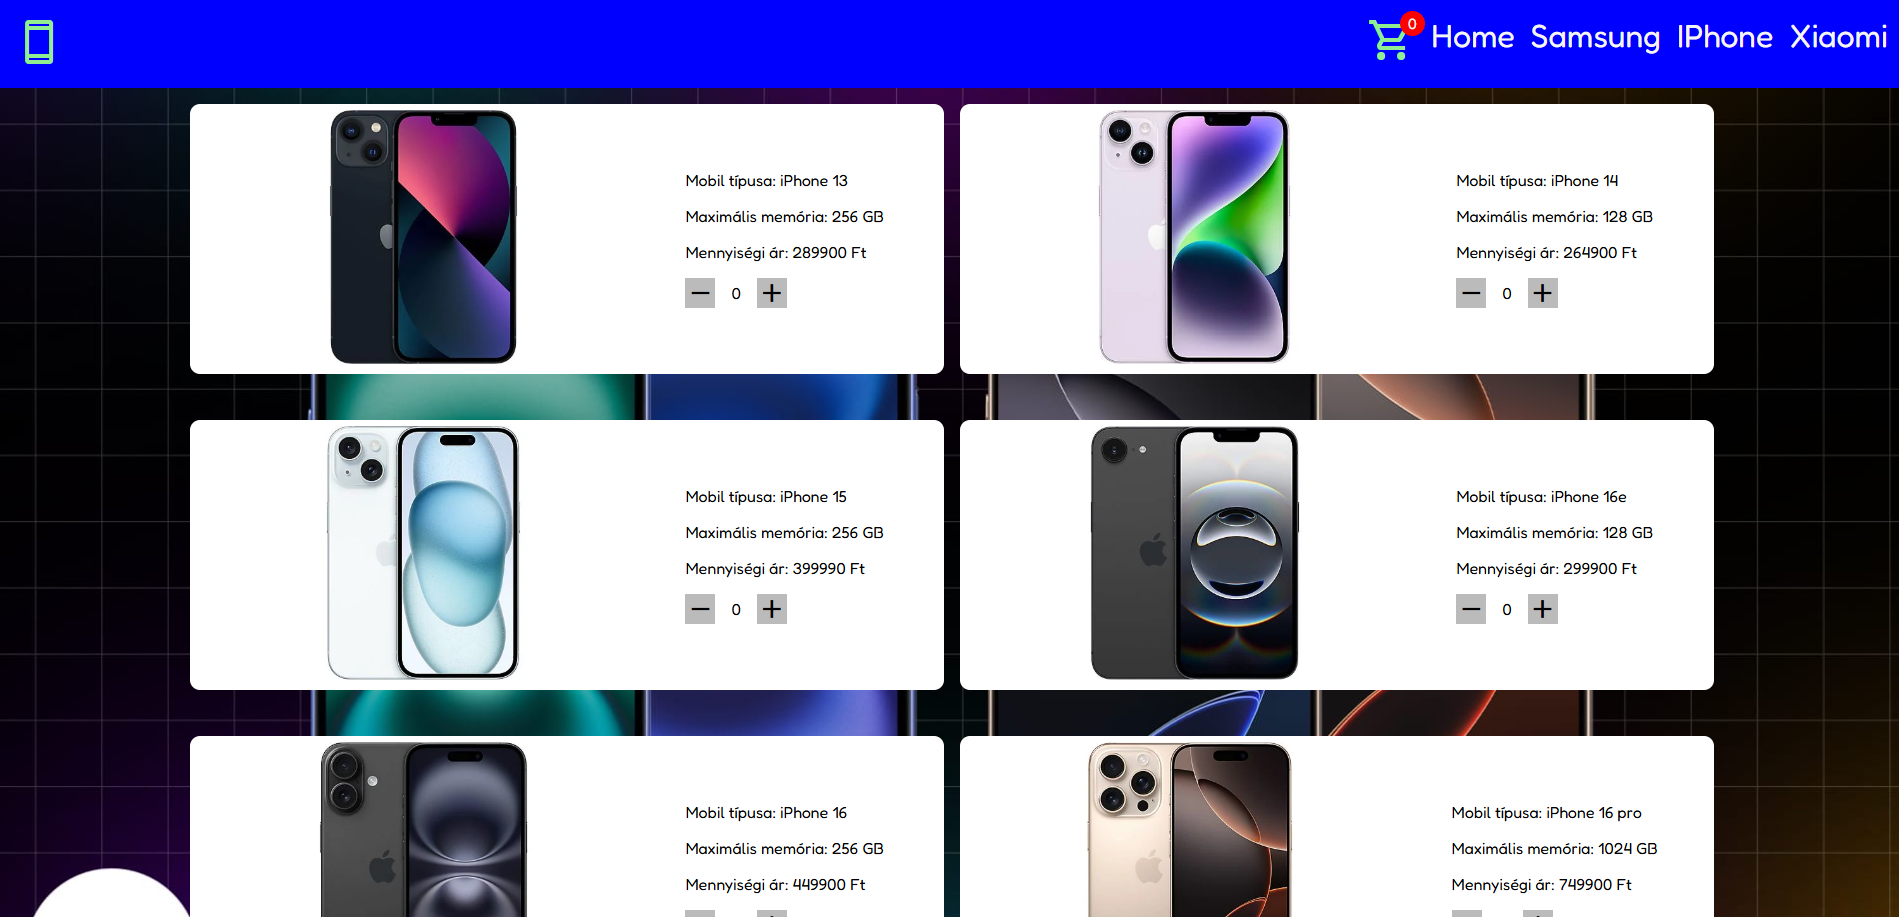 0
Home Samsung IPhone Xiaomi
Mobil típusa: iPhone 13
Maximális memória: 256 GB
Mennyiségi ár: 289900 Ft
0
Mobil típusa: iPhone 14
Maximális memória: 128 GB
Mennyiségi ár: 264900 Ft
0
Mobil típusa: iPhone 15
Maximális memória: 256 GB
Mennyiségi ár: 399990 Ft
0
Mobil típusa: iPhone 16e
Maximális memória: 128 GB
Mennyiségi ár: 299900 Ft
0
Mobil típusa: iPhone 16
Maximális memória: 256 GB
Mennyiségi ár: 449900 Ft
Mobil típusa: iPhone 16 pro
Maximális memória: 1024 GB
Mennyiségi ár: 749900 Ft